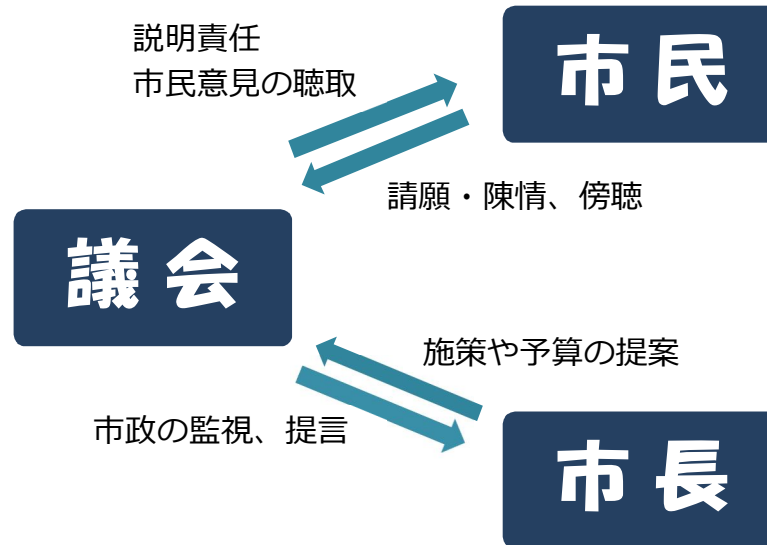 説明責任
市民意見の聴取
市民
請願・陳情、傍聴
議会
施策や予算の提案
市政の監視、提言
市長